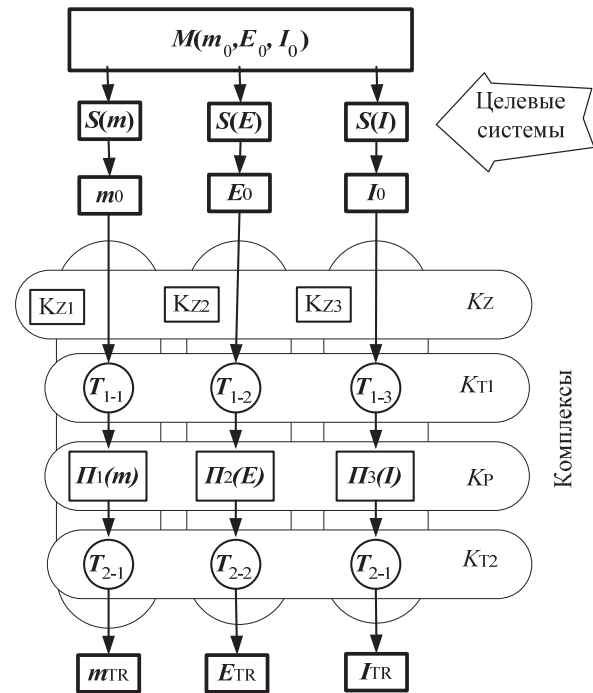 M(m₀,E₀, I₀)
S(m)
S(E)
S(I)
Целевые
системы
m0
E0
I0
KZ1
KZ2
KZ3
KZ
T1-1
T1-2
T1-3
KT1
П1(m)
П2(E)
П3(I)
KP
Комплексы
T2-1
T2-2
T2-1
KT2
mTR
ETR
ITR